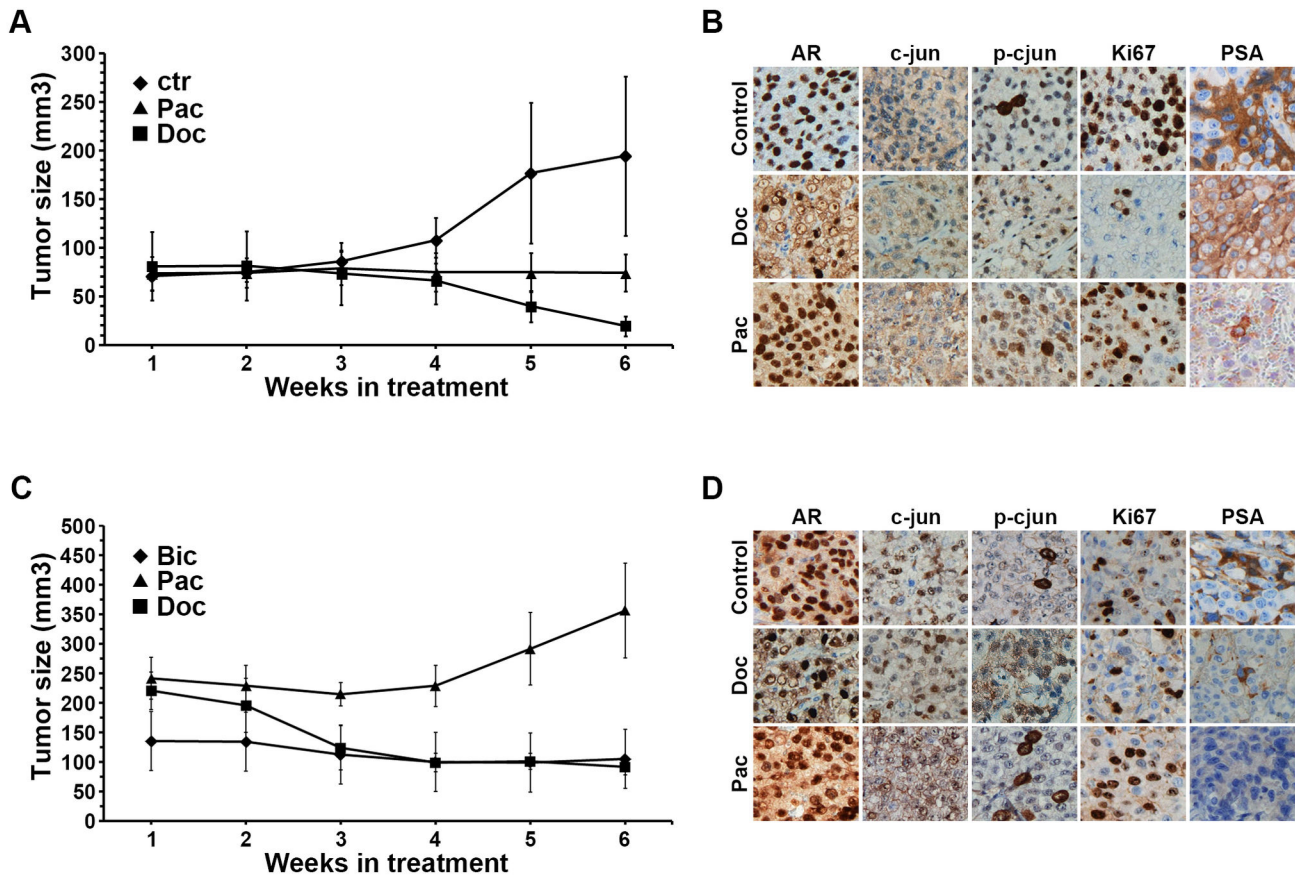 A
Tumor size (mm3)
300
250
200
150
100
50
0
ctr
Pac
Doc
1 2 3 4 5 6
Weeks in treatment
B
AR c-jun p-cjun Ki67 PSA
Control
Doc
Pac
C
Tumor size (mm3)
500
450
400
350
300
250
200
150
100
50
0
Bic
Pac
Doc
1 2 3 4 5 6
Weeks in treatment
D
AR c-jun p-cjun Ki67 PSA
Control
Doc
Pac